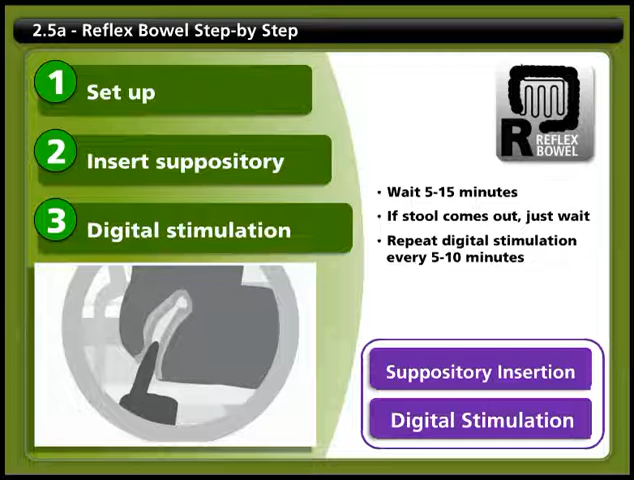 2.5a - Reflex Bowel Step-by Step
1 Set up
2 Insert suppository
3 Digital stimulation
R REFLEX
BOWEL
• Wait 5-15 minutes
• If stool comes out, just wait
• Repeat digital stimulation
every 5-10 minutes
Suppository Insertion
Digital Stimulation